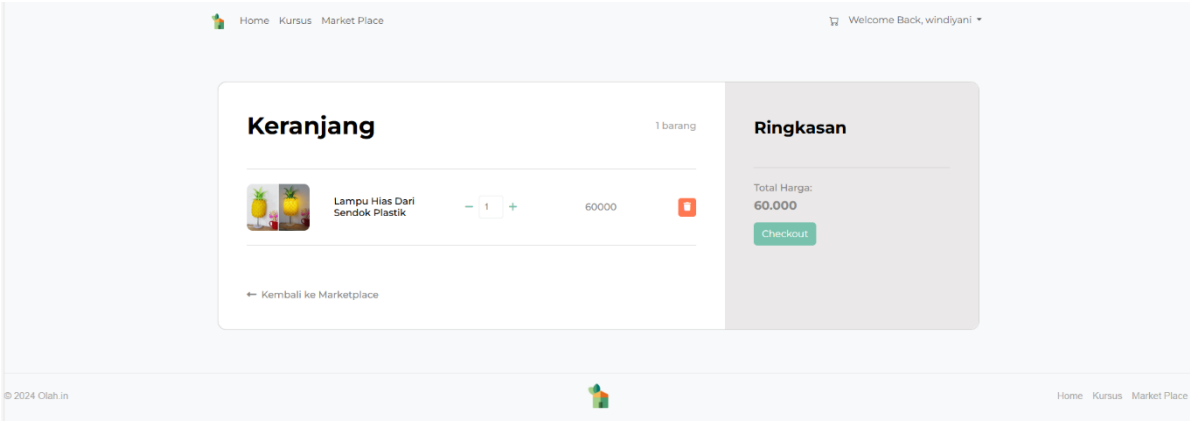 Home Kursus Market Place
Welcome Back, windiyani
Keranjang
1 barang
Lampu Hias Dari
Sendok Plastik
− 1 +
60000
← Kembali ke Marketplace
Ringkasan
Total Harga:
60.000
Checkout
© 2024 Olah.in
Home Kursus Market Place